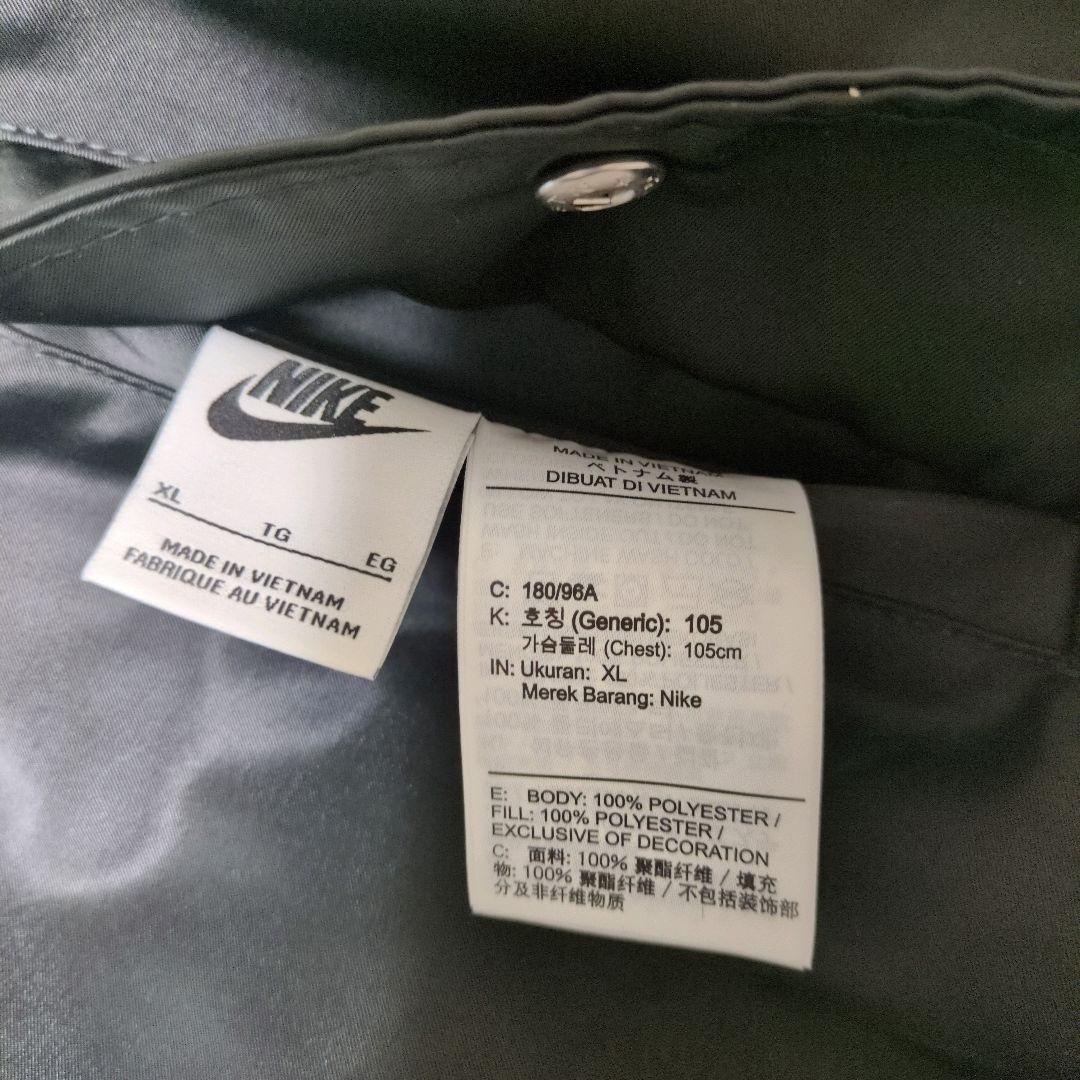 NIKE
XL
TG
EG
MADE IN VIETNAM
FABRIQUE AU VIETNAM
MADE IN VIETNAM
ベトナム製
DIBUAT DI VIETNAM
C: 180/96A
K: 호칭 (Generic): 105
가슴둘레 (Chest): 105cm
IN: Ukuran: XL
Merek Barang: Nike
E: BODY: 100% POLYESTER /
FILL: 100% POLYESTER /
EXCLUSIVE OF DECORATION
C: 面料: 100% 聚酯纤维 / 填充
物: 100% 聚酯纤维 / 不包括装饰部
分及非纤维物质